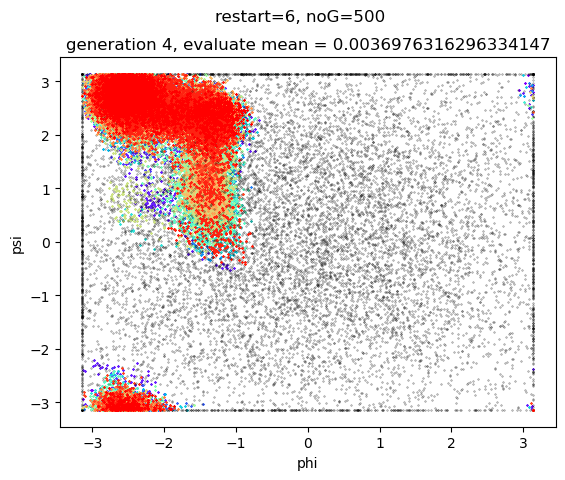 restart=6, noG=500
generation 4, evaluate mean = 0.0036976316296334147
3
2
1
0
−1
−2
−3
psi
−3 −2 −1 0 1 2 3
phi